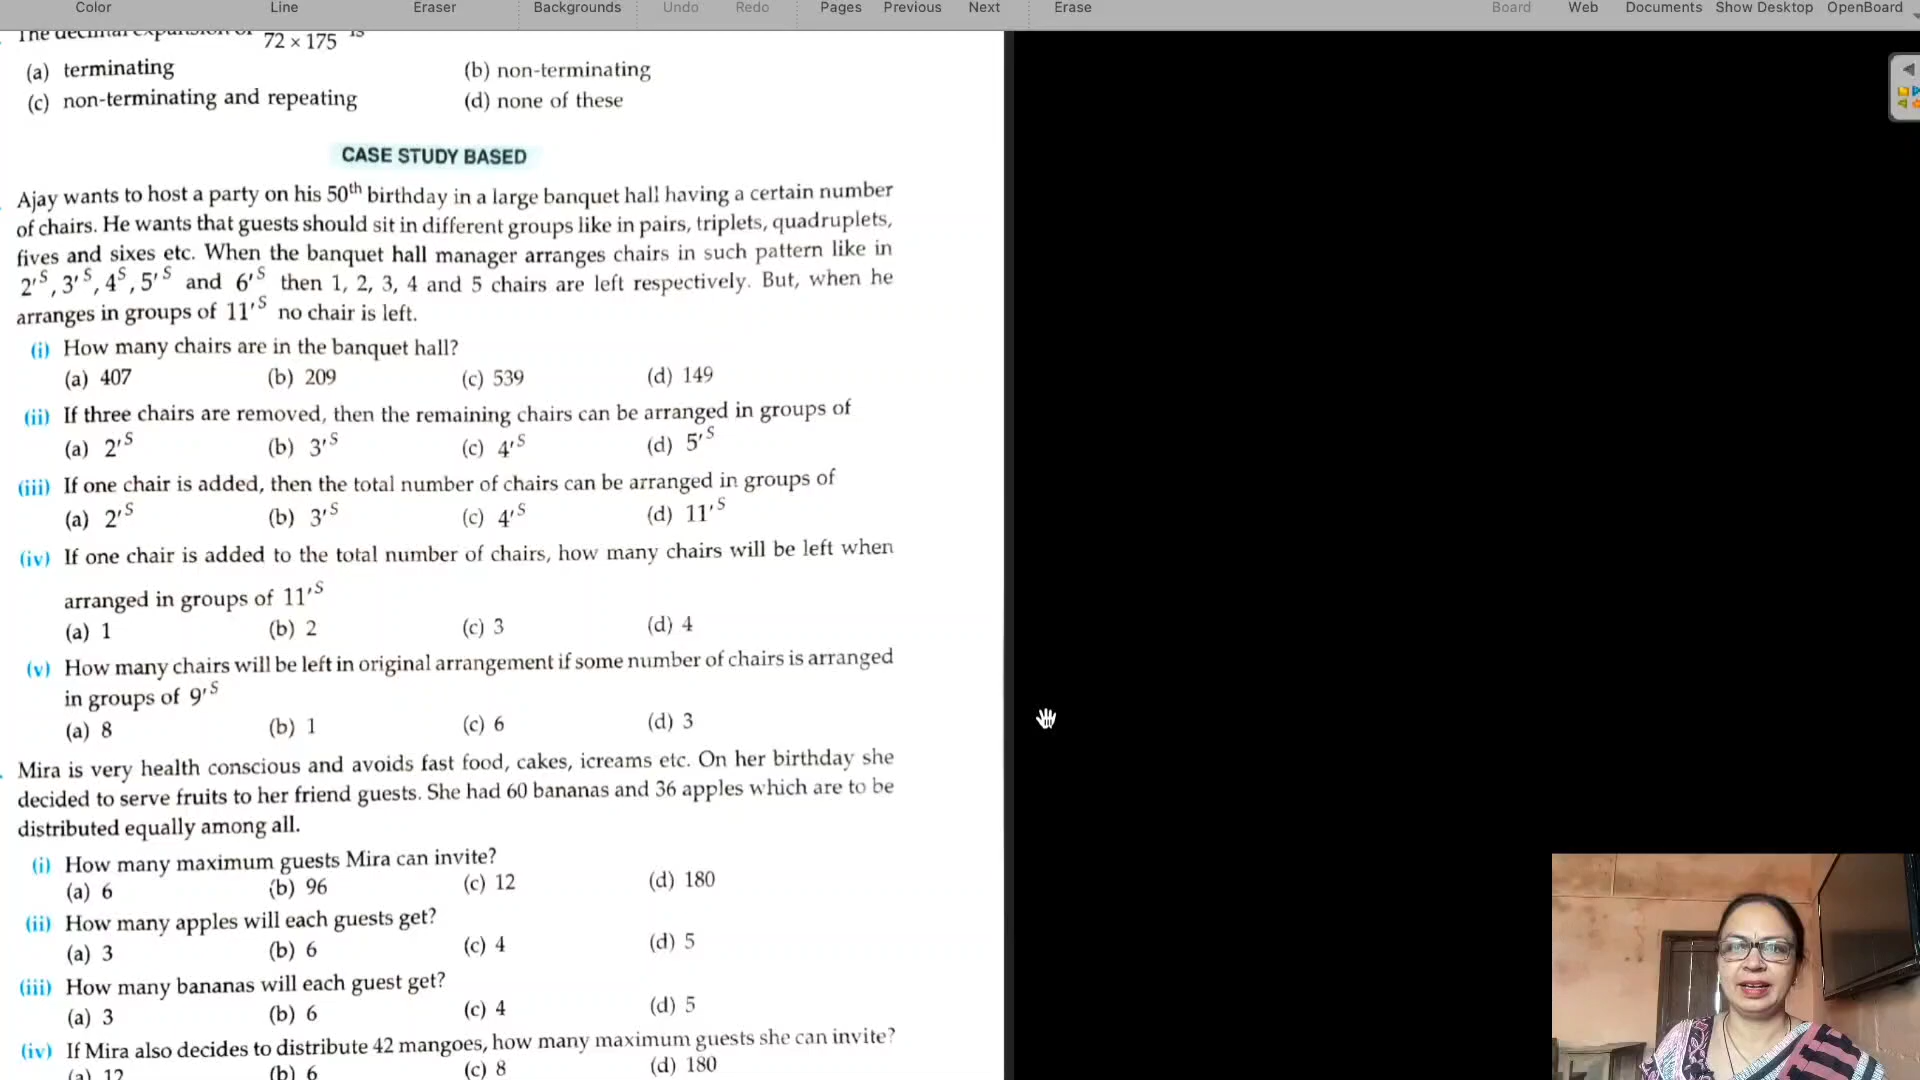 Color Line Eraser Backgrounds Undo Redo Pages Previous Next Erase Board Web Documents Show Desktop OpenBoard
The decimal expansion of 72 × 175 is
(a) terminating (b) non-terminating
(c) non-terminating and repeating (d) none of these
CASE STUDY BASED
Ajay wants to host a party on his 50th birthday in a large banquet hall having a certain number
of chairs. He wants that guests should sit in different groups like in pairs, triplets, quadruplets,
fives and sixes etc. When the banquet hall manager arranges chairs in such pattern like in
2'S, 3'S, 4S, 5'S and 6'S then 1, 2, 3, 4 and 5 chairs are left respectively. But, when he
arranges in groups of 11'S no chair is left.
(i) How many chairs are in the banquet hall?
(a) 407 (b) 209 (c) 539 (d) 149
(ii) If three chairs are removed, then the remaining chairs can be arranged in groups of
(a) 2'S (b) 3'S (c) 4'S (d) 5'S
(iii) If one chair is added, then the total number of chairs can be arranged in groups of
(a) 2'S (b) 3'S (c) 4'S (d) 11'S
(iv) If one chair is added to the total number of chairs, how many chairs will be left when
arranged in groups of 11'S
(a) 1 (b) 2 (c) 3 (d) 4
(v) How many chairs will be left in original arrangement if some number of chairs is arranged
in groups of 9'S
(a) 8 (b) 1 (c) 6 (d) 3
Mira is very health conscious and avoids fast food, cakes, icreams etc. On her birthday she
decided to serve fruits to her friend guests. She had 60 bananas and 36 apples which are to be
distributed equally among all.
(i) How many maximum guests Mira can invite?
(a) 6 (b) 96 (c) 12 (d) 180
(ii) How many apples will each guests get?
(a) 3 (b) 6 (c) 4 (d) 5
(iii) How many bananas will each guest get?
(a) 3 (b) 6 (c) 4 (d) 5
(iv) If Mira also decides to distribute 42 mangoes, how many maximum guests she can invite?
(a) 12 (b) 6 (c) 8 (d) 180